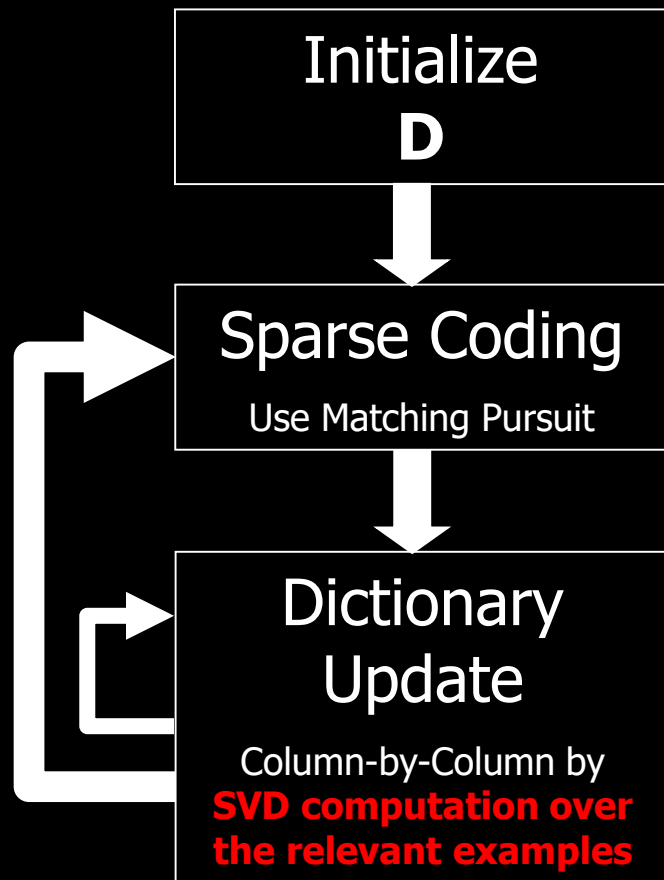 Initialize
D
Sparse Coding
Use Matching Pursuit
Dictionary
Update
Column-by-Column by
SVD computation over
the relevant examples